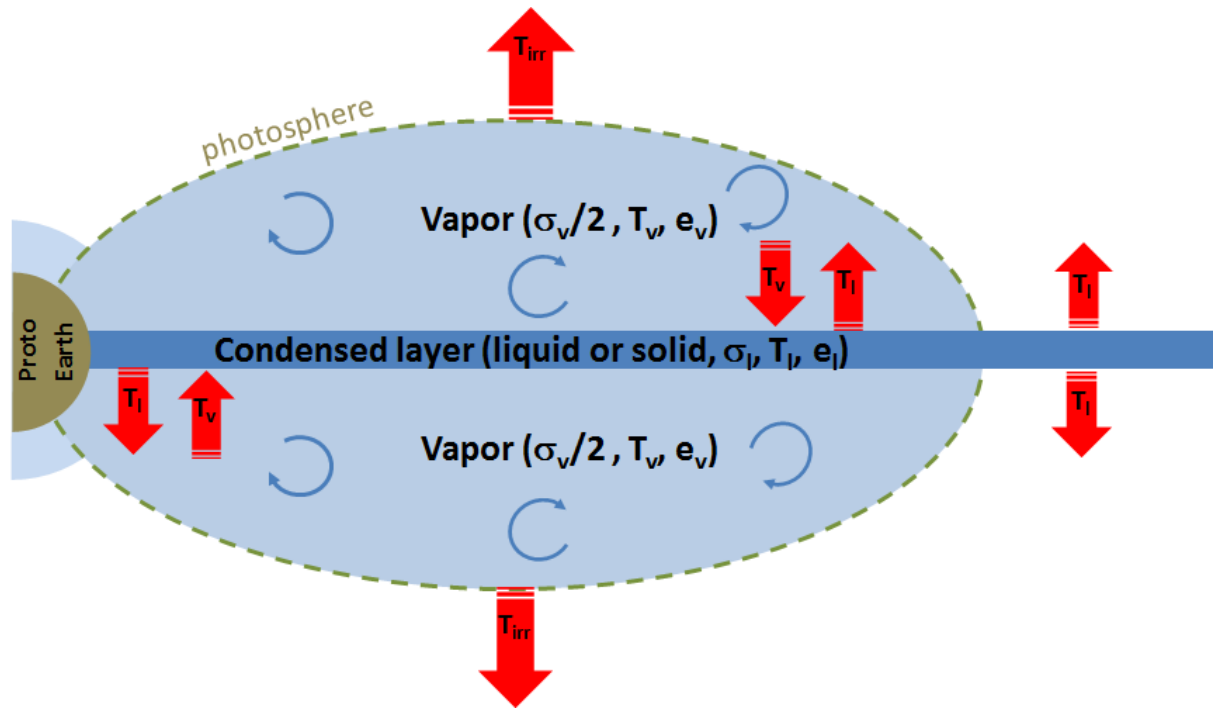 T_irr
photosphere
Vapor (σ_v/2 , T_v, e_v)
T_v
T_l
T_l
Proto
Earth
Condensed layer (liquid or solid, σ_l, T_l, e_l)
T_l
T_v
T_l
Vapor (σ_v/2 , T_v, e_v)
T_irr